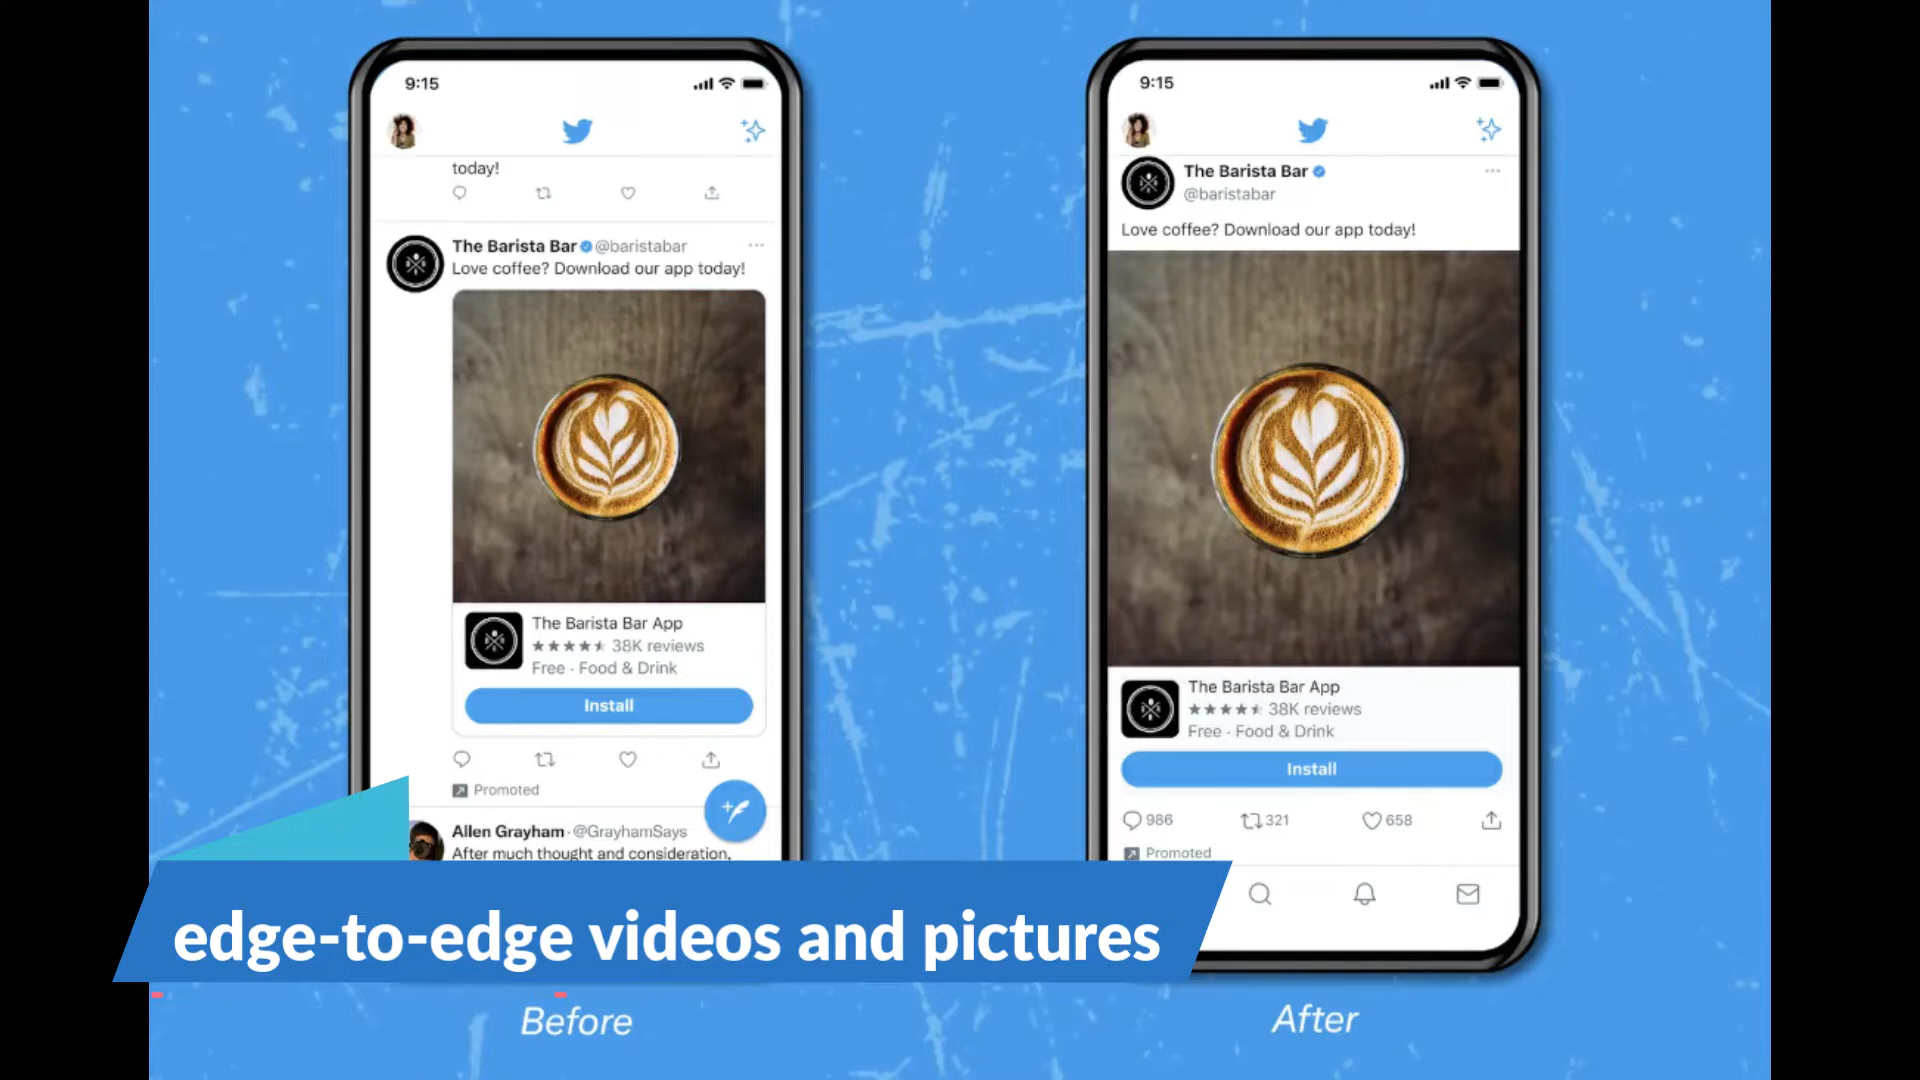 9:15
today!
The Barista Bar @baristabar
Love coffee? Download our app today!
The Barista Bar App
38K reviews
Free · Food & Drink
Install
Promoted
Allen Grayham · @GrayhamSays
After much thought and consideration,
9:15
The Barista Bar
@baristabar
Love coffee? Download our app today!
The Barista Bar App
38K reviews
Free · Food & Drink
Install
986 321 658
Promoted
edge-to-edge videos and pictures
Before
After